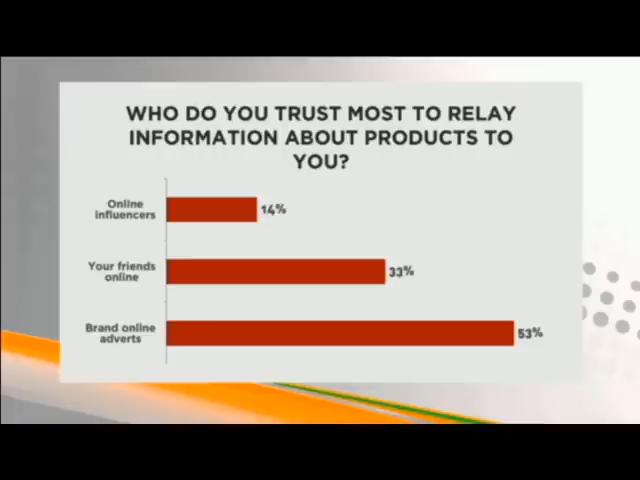 WHO DO YOU TRUST MOST TO RELAY
INFORMATION ABOUT PRODUCTS TO
YOU?
Online
influencers
14%
Your friends
online
33%
Brand online
adverts
53%